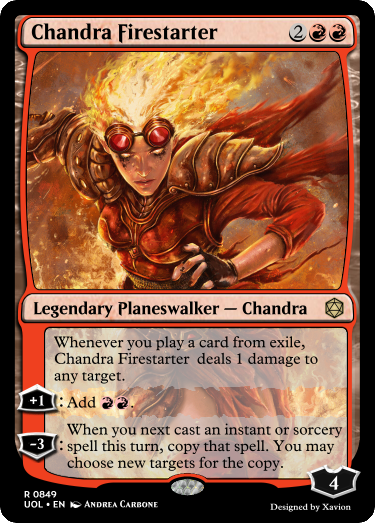 Chandra Firestarter 2
Legendary Planeswalker — Chandra
Whenever you play a card from exile,
Chandra Firestarter deals 1 damage to
any target.
+1: Add .
-3: When you next cast an instant or sorcery
spell this turn, copy that spell. You may
choose new targets for the copy.
4
R 0849
UOL • EN Andrea Carbone
Designed by Xavion